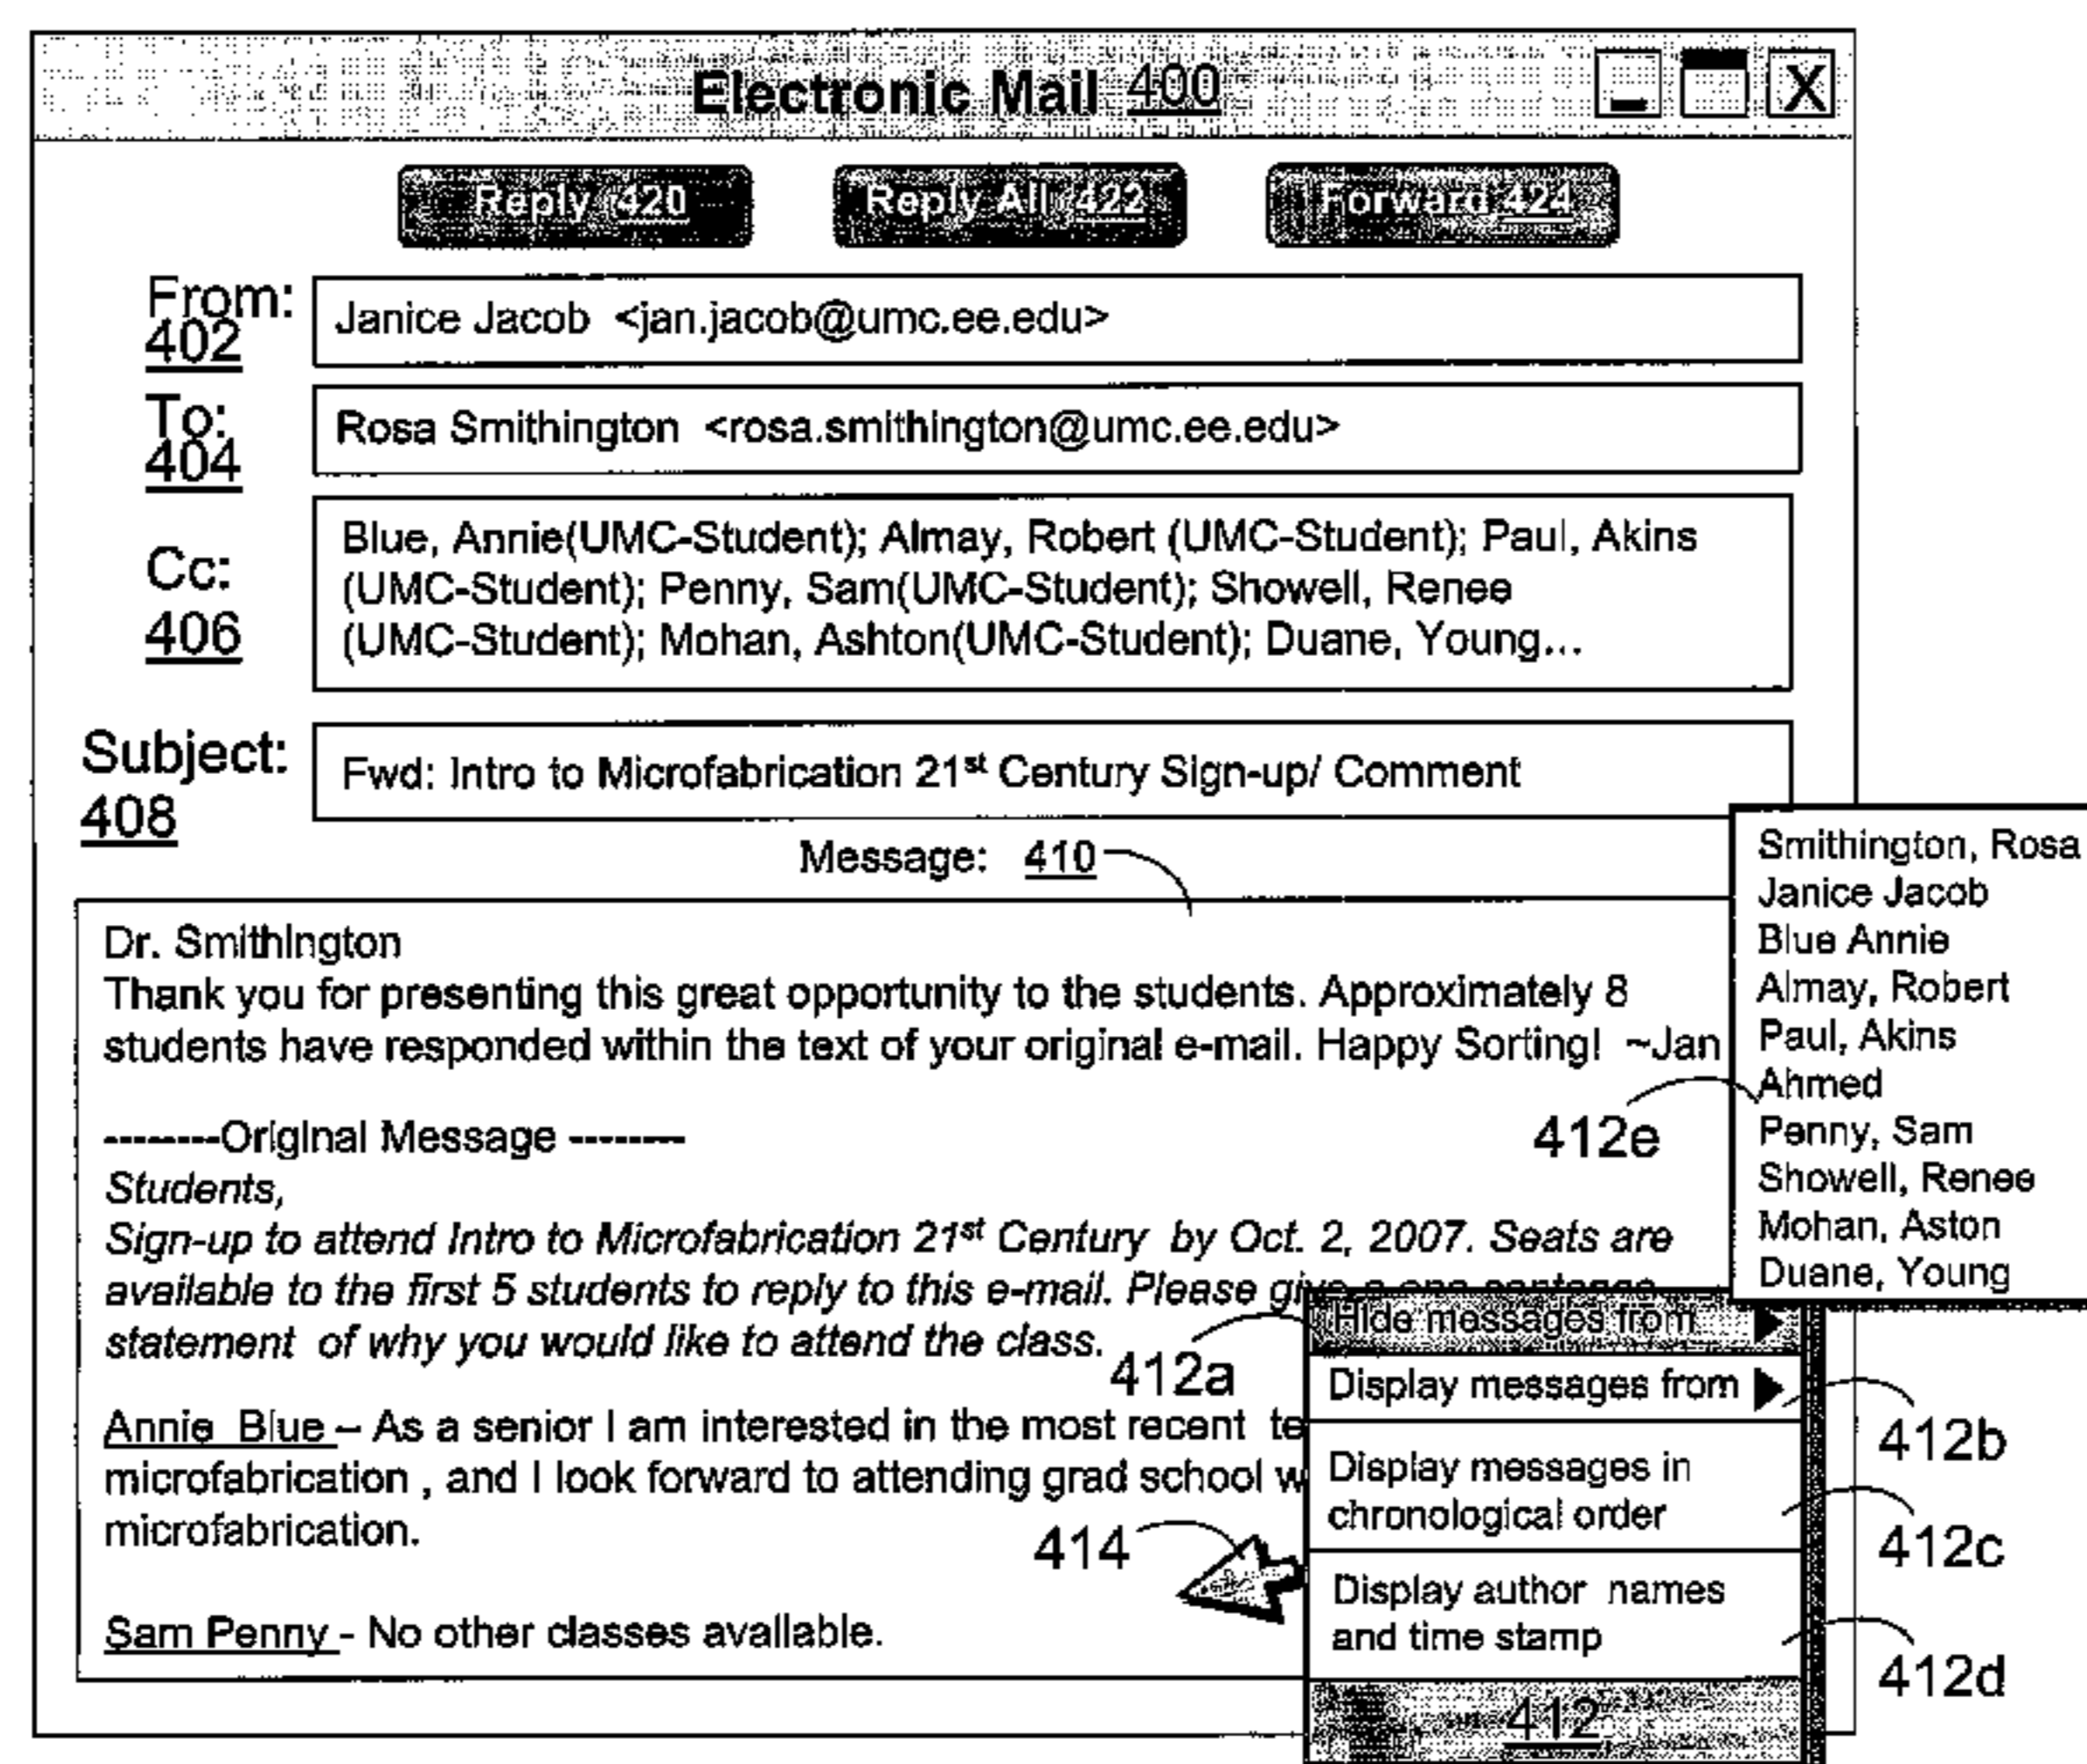 Electronic Mail 400
X
Reply 420
Reply All 422
Forward 424
From:
402
Janice Jacob <jan.jacob@umc.ee.edu>
To:
404
Rosa Smithington <rosa.smithington@umc.ee.edu>
Cc:
406
Blue, Annie(UMC-Student); Almay, Robert (UMC-Student); Paul, Akins
(UMC-Student); Penny, Sam(UMC-Student); Showell, Renee
(UMC-Student); Mohan, Ashton(UMC-Student); Duane, Young...
Subject:
408
Fwd: Intro to Microfabrication 21st Century Sign-up/ Comment
Message: 410
Dr. Smithington
Thank you for presenting this great opportunity to the students. Approximately 8
students have responded within the text of your original e-mail. Happy Sorting! ~Jan
--------Original Message --------
Students,
Sign-up to attend Intro to Microfabrication 21st Century by Oct. 2, 2007. Seats are
available to the first 5 students to reply to this e-mail. Please give a one sentence
statement of why you would like to attend the class.
Annie Blue – As a senior I am interested in the most recent te
microfabrication , and I look forward to attending grad school w
microfabrication.
Sam Penny - No other classes available.
Smithington, Rosa
Janice Jacob
Blue Annie
Almay, Robert
Paul, Akins
Ahmed
Penny, Sam
Showell, Renee
Mohan, Aston
Duane, Young
412e
412a
Hide messages from
Display messages from
412b
Display messages in
chronological order
412c
414
Display author names
and time stamp
412d
412